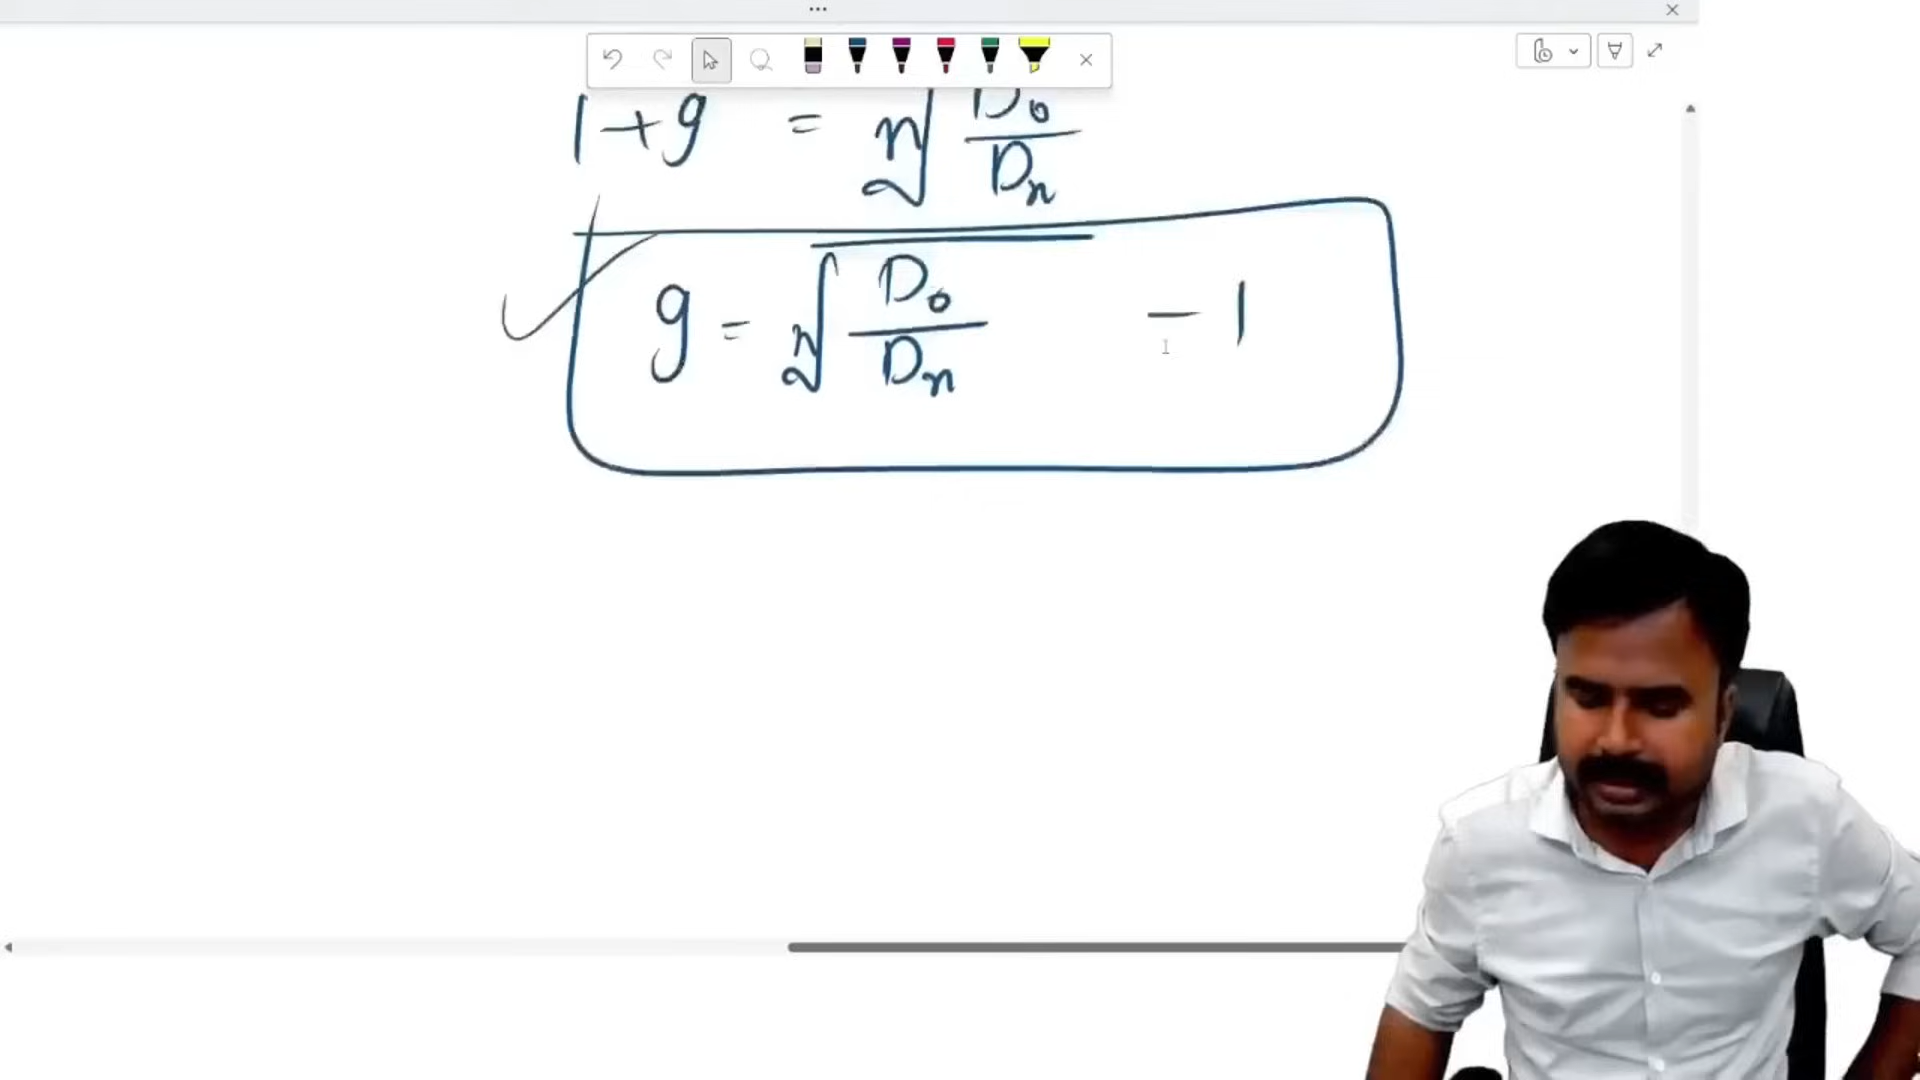 1+g = ⁿ√(D₀/Dₙ)
g = ⁿ√(D₀/Dₙ) - 1